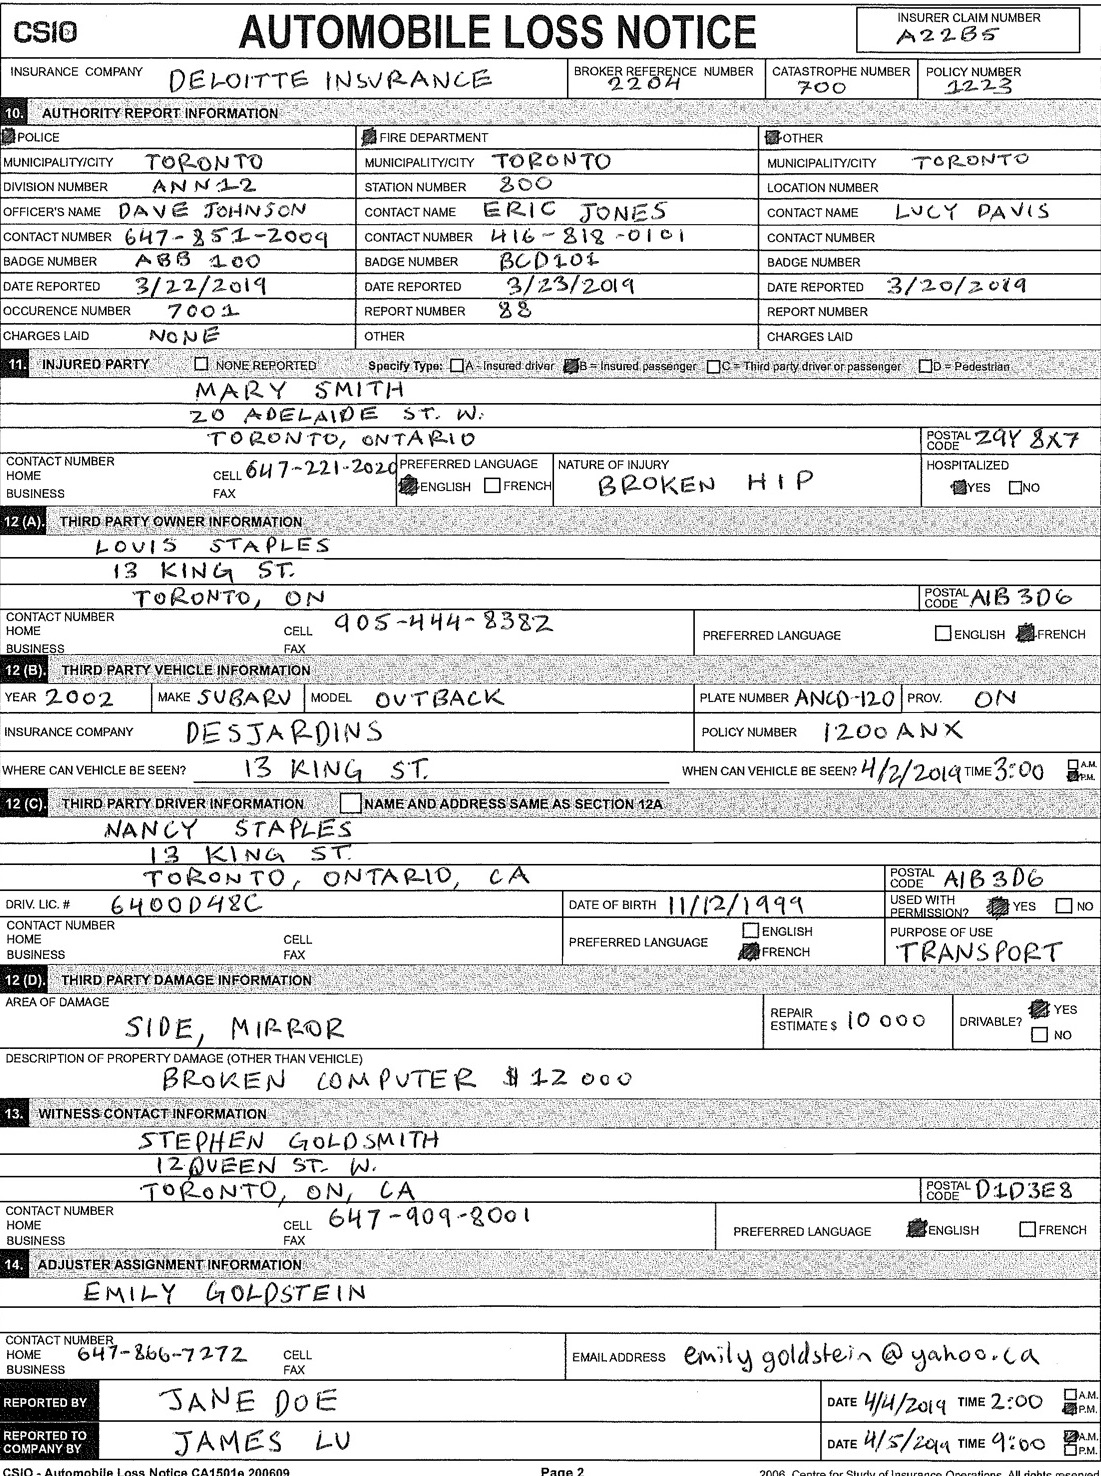 CSIO AUTOMOBILE LOSS NOTICE
INSURER CLAIM NUMBER
A22B5
INSURANCE COMPANY DELOITTE INSURANCE BROKER REFERENCE NUMBER 2204 CATASTROPHE NUMBER 700 POLICY NUMBER 1223
10. AUTHORITY REPORT INFORMATION
POLICE FIRE DEPARTMENT OTHER
MUNICIPALITY/CITY TORONTO MUNICIPALITY/CITY TORONTO MUNICIPALITY/CITY TORONTO
DIVISION NUMBER ANN12 STATION NUMBER 800 LOCATION NUMBER
OFFICER'S NAME DAVE JOHNSON CONTACT NAME ERIC JONES CONTACT NAME LUCY DAVIS
CONTACT NUMBER 647-851-2009 CONTACT NUMBER 416-818-0101 CONTACT NUMBER
BADGE NUMBER ABB 100 BADGE NUMBER BCD101 BADGE NUMBER
DATE REPORTED 3/22/2019 DATE REPORTED 3/23/2019 DATE REPORTED 3/20/2019
OCCURENCE NUMBER 7001 REPORT NUMBER 88 REPORT NUMBER
CHARGES LAID NONE OTHER CHARGES LAID
11. INJURED PARTY NONE REPORTED Specify Type: A - Insured driver B = Insured passenger C = Third party driver or passenger D = Pedestrian
MARY SMITH
20 ADELAIDE ST. W.
TORONTO, ONTARIO POSTAL CODE Z9Y 8X7
CONTACT NUMBER
HOME CELL 647-221-2020 PREFERRED LANGUAGE NATURE OF INJURY HOSPITALIZED
BUSINESS FAX ENGLISH FRENCH BROKEN HIP YES NO
12 (A). THIRD PARTY OWNER INFORMATION
LOUIS STAPLES
13 KING ST.
TORONTO, ON POSTAL CODE A1B 3D6
CONTACT NUMBER
HOME CELL 905-444-8382 PREFERRED LANGUAGE ENGLISH FRENCH
BUSINESS FAX
12 (B). THIRD PARTY VEHICLE INFORMATION
YEAR 2002 MAKE SUBARU MODEL OUTBACK PLATE NUMBER ANCD-120 PROV. ON
INSURANCE COMPANY DESJARDINS POLICY NUMBER 1200 ANX
WHERE CAN VEHICLE BE SEEN? 13 KING ST. WHEN CAN VEHICLE BE SEEN? 4/2/2019 TIME 3:00 A.M. P.M.
12 (C). THIRD PARTY DRIVER INFORMATION NAME AND ADDRESS SAME AS SECTION 12A
NANCY STAPLES
13 KING ST.
TORONTO, ONTARIO, CA POSTAL CODE A1B 3D6
DRIV. LIC. # 6400D48C DATE OF BIRTH 11/12/1999 USED WITH PERMISSION? YES NO
CONTACT NUMBER
HOME CELL PREFERRED LANGUAGE ENGLISH PURPOSE OF USE
BUSINESS FAX FRENCH TRANSPORT
12 (D). THIRD PARTY DAMAGE INFORMATION
AREA OF DAMAGE
SIDE, MIRROR REPAIR ESTIMATE $ 10 000 DRIVABLE? YES NO
DESCRIPTION OF PROPERTY DAMAGE (OTHER THAN VEHICLE)
BROKEN COMPUTER $ 12 000
13. WITNESS CONTACT INFORMATION
STEPHEN GOLDSMITH
12 QUEEN ST. W.
TORONTO, ON, CA POSTAL CODE D1D3E8
CONTACT NUMBER
HOME CELL 647-909-8001 PREFERRED LANGUAGE ENGLISH FRENCH
BUSINESS FAX
14. ADJUSTER ASSIGNMENT INFORMATION
EMILY GOLDSTEIN
CONTACT NUMBER
HOME 647-866-7272 CELL EMAIL ADDRESS emily goldstein @ yahoo.ca
BUSINESS FAX
REPORTED BY JANE DOE DATE 4/4/2019 TIME 2:00 A.M. P.M.
REPORTED TO COMPANY BY JAMES LU DATE 4/5/2019 TIME 9:00 A.M. P.M.
CSIO - Automobile Loss Notice CA1501e 200609 Page 2 2006, Centre for Study of Insurance Operations. All rights reserved